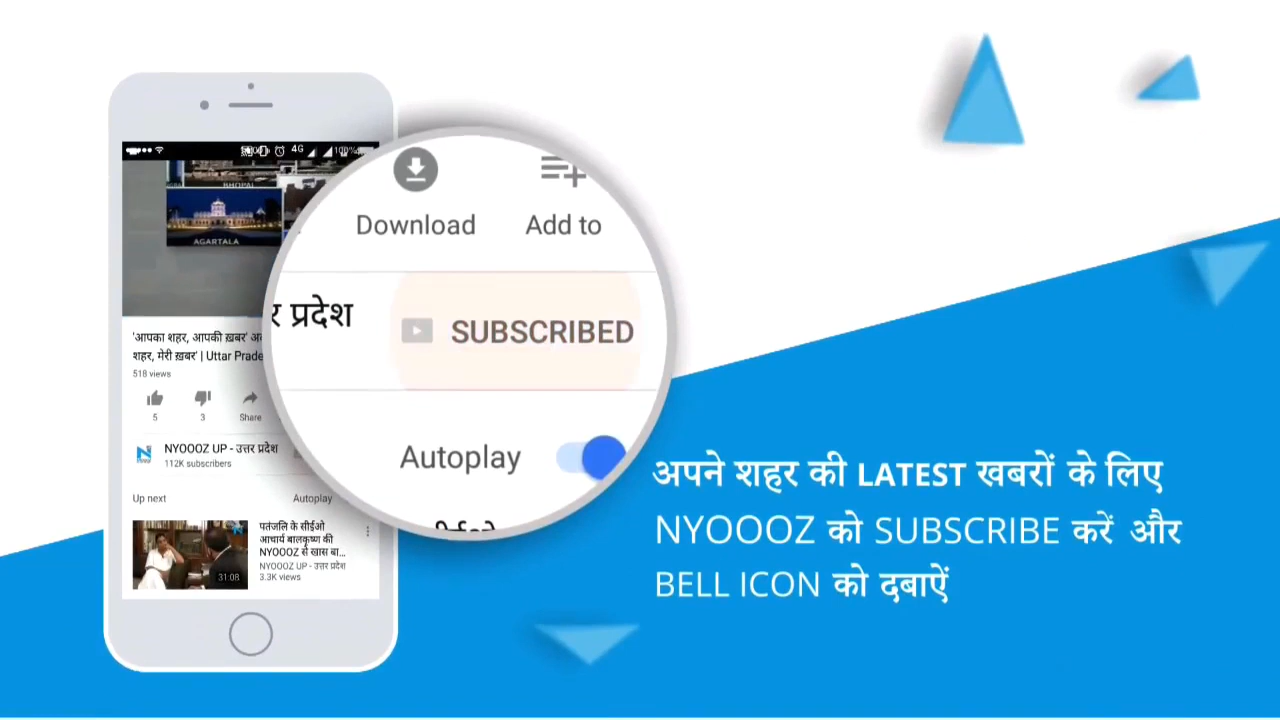 4G
100%
BHOPAL
AGARTALA
'आपका शहर, आपकी ख़बर'
शहर, मेरी ख़बर' | Uttar Prade
518 views
5
3
Share
NYOOOZ UP - उत्तर प्रदेश
112K subscribers
Up next
Autoplay
पतंजलि के सीईओ
आचार्य बालकृष्ण की
NYOOOZ से खास बा...
NYOOOZ UP - उत्तर प्रदेश
3.3K views
31:08
Download
Add to
र प्रदेश
SUBSCRIBED
Autoplay
अपने शहर की LATEST खबरों के लिए
NYOOOZ को SUBSCRIBE करें और
BELL ICON को दबाऐं